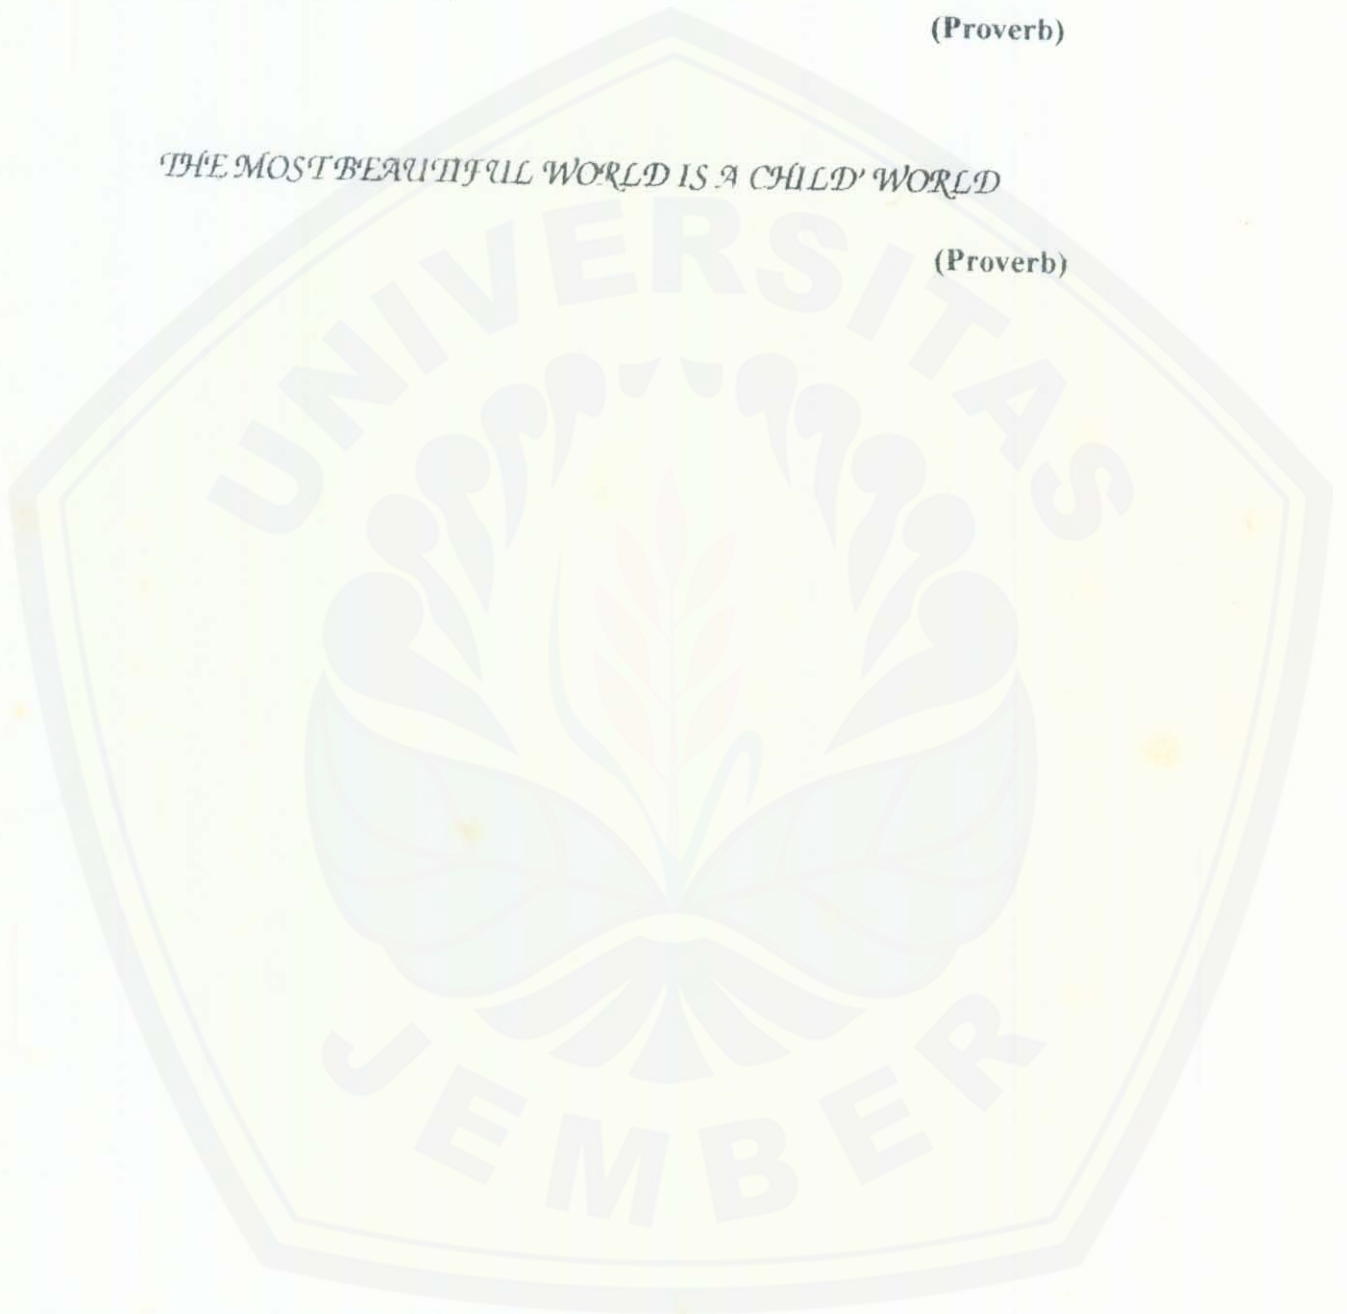 (Proverb)
THE MOST BEAUTIFUL WORLD IS A CHILD' WORLD
(Proverb)
UNIVERSITAS
JEMBER